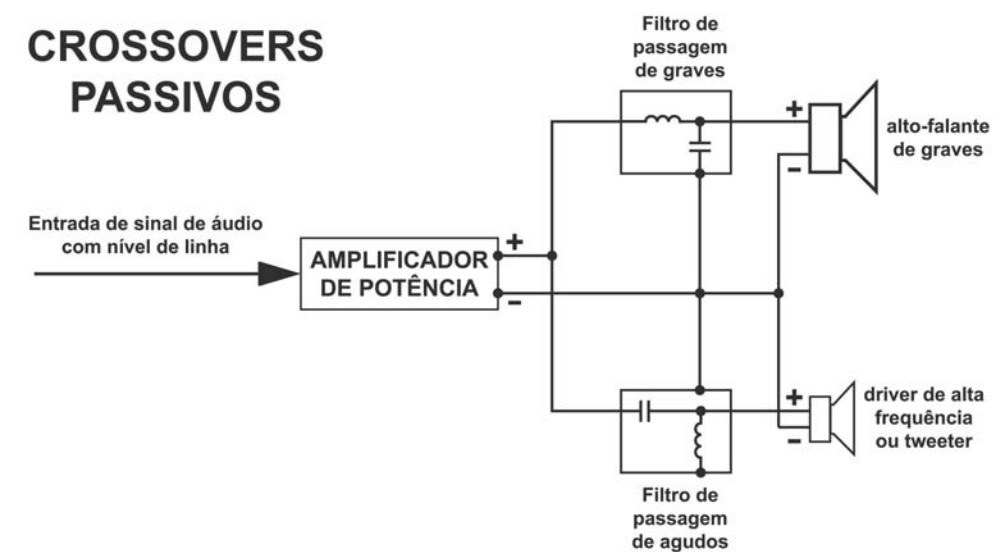 CROSSOVERS
PASSIVOS
Filtro de
passagem
de graves
+
-
alto-falante
de graves
Entrada de sinal de áudio
com nível de linha
AMPLIFICADOR
DE POTÊNCIA
+
-
+
-
driver de alta
frequência
ou tweeter
Filtro de
passagem
de agudos